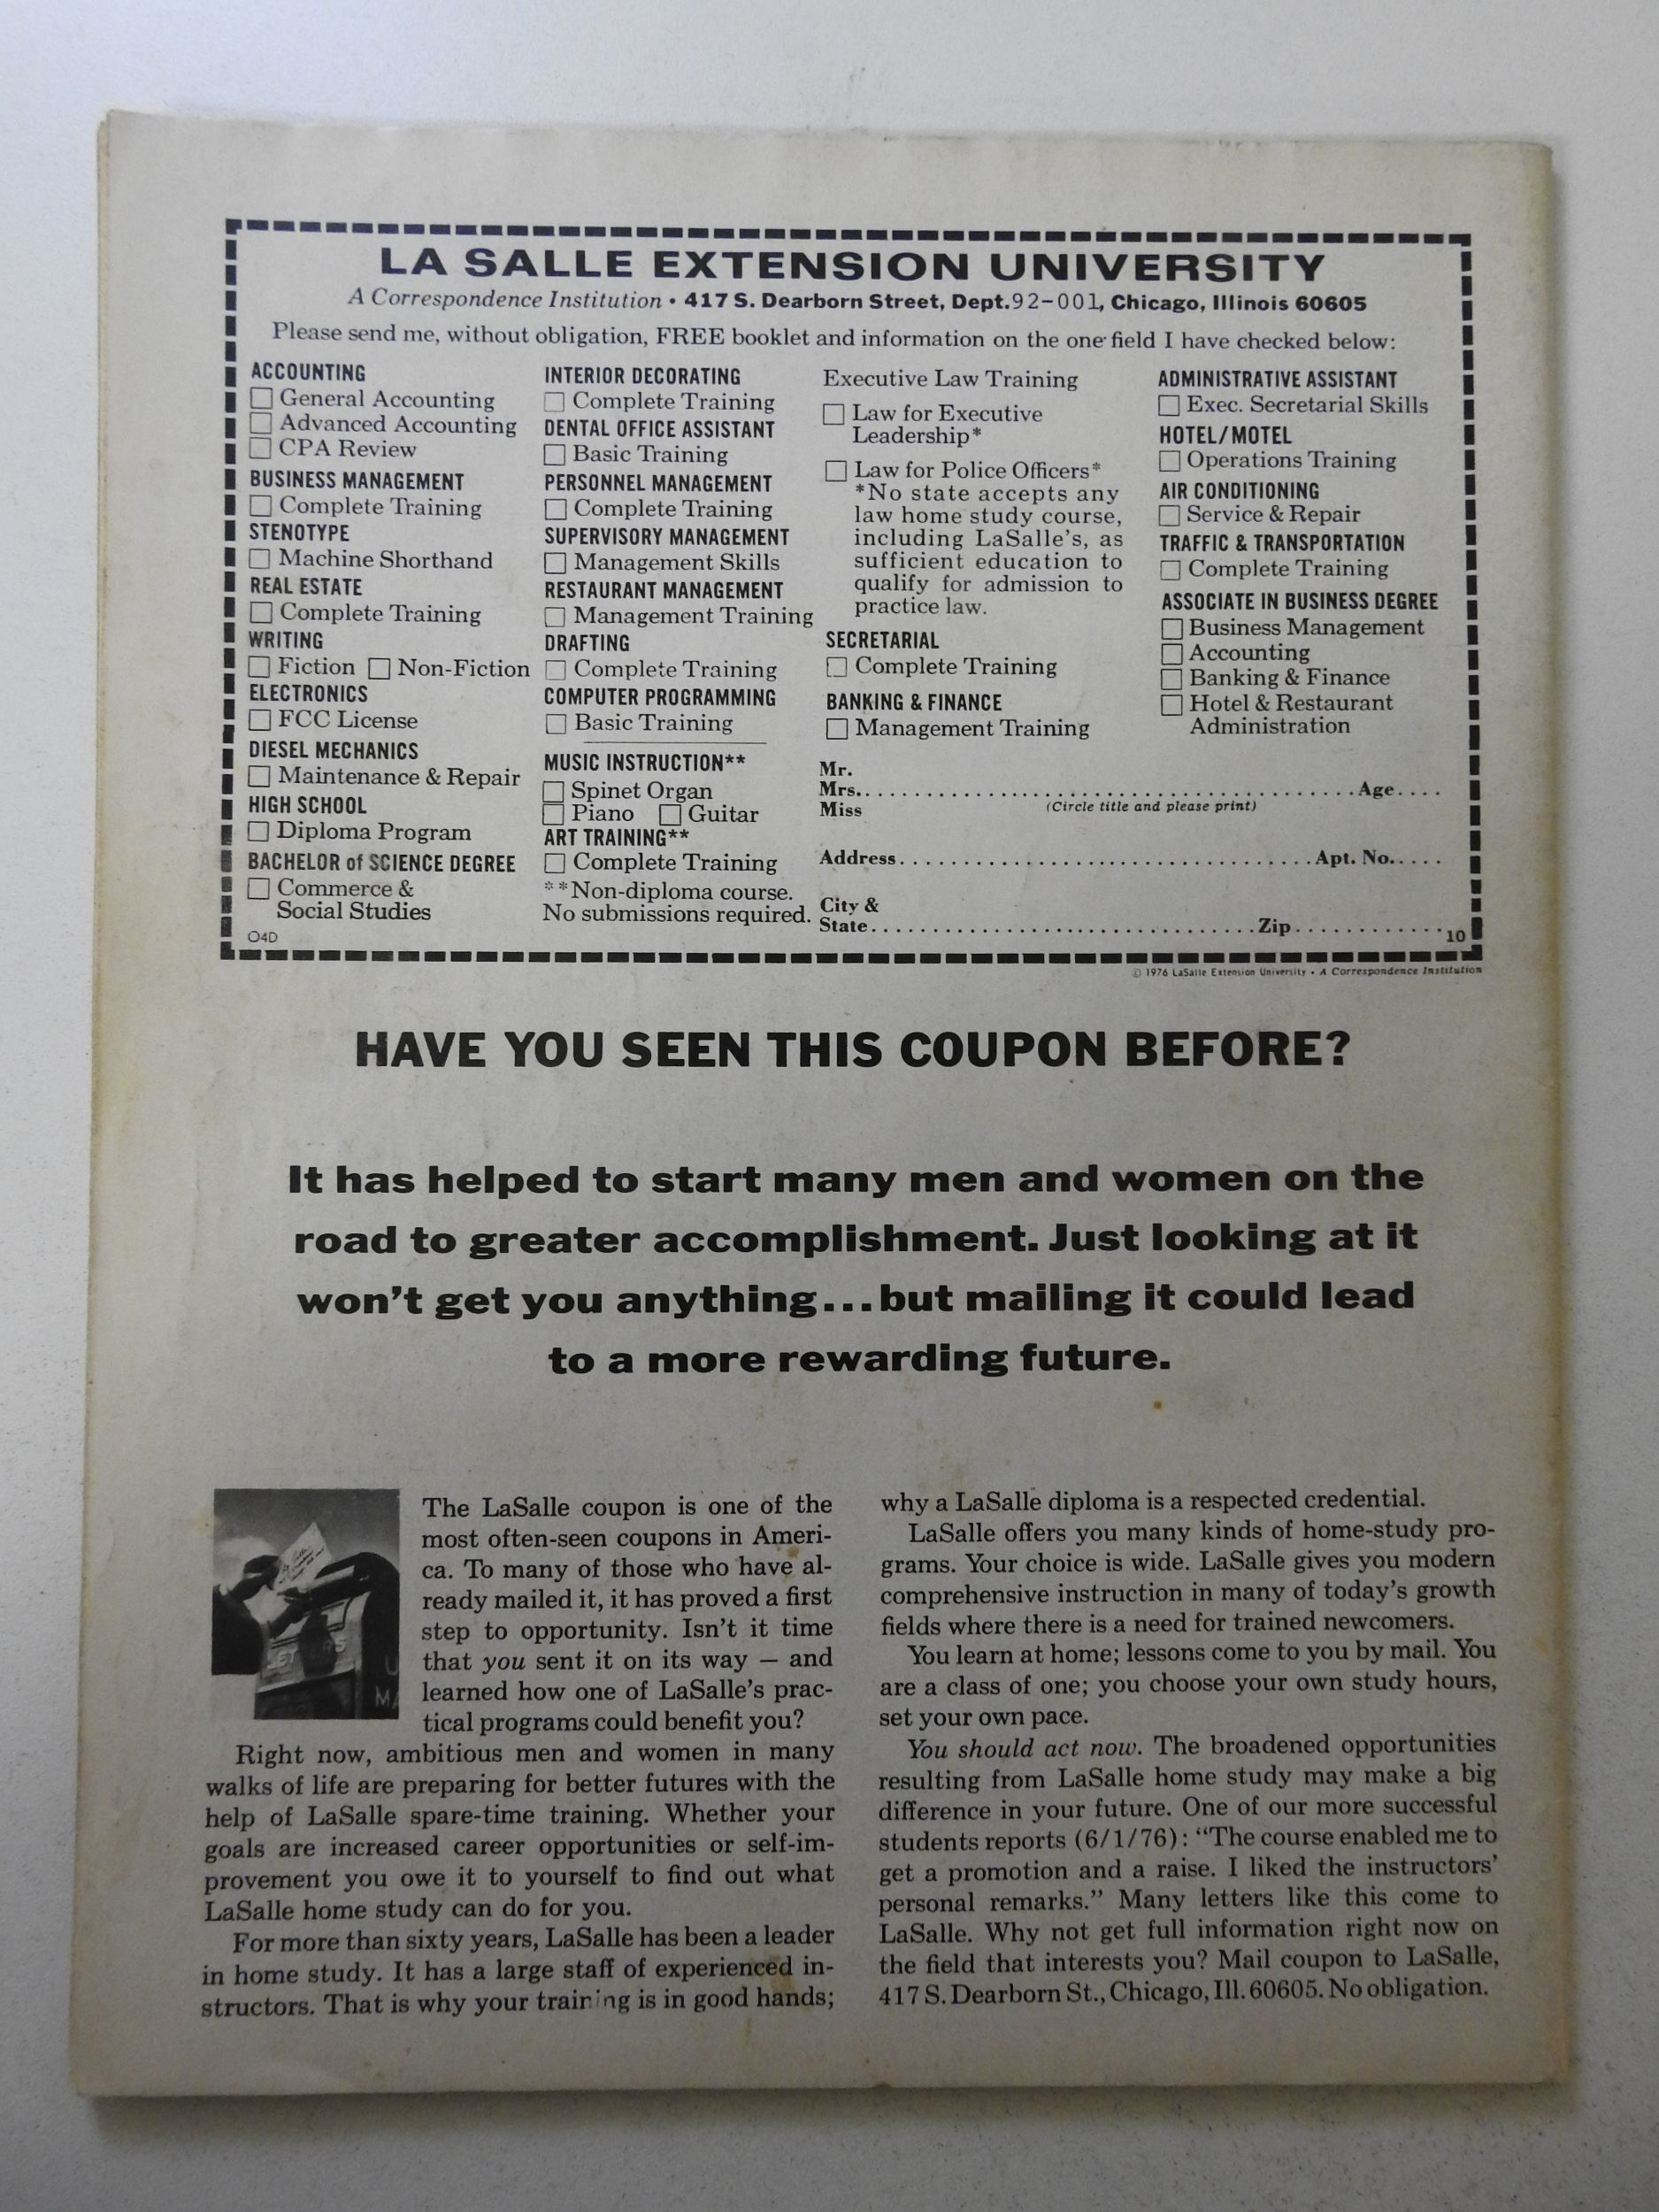 LA SALLE EXTENSION UNIVERSITY
A Correspondence Institution • 417 S. Dearborn Street, Dept. 92-001, Chicago, Illinois 60605
Please send me, without obligation, FREE booklet and information on the one field I have checked below:
ACCOUNTING
General Accounting
Advanced Accounting
CPA Review
BUSINESS MANAGEMENT
Complete Training
STENOTYPE
Machine Shorthand
REAL ESTATE
Complete Training
WRITING
Fiction Non-Fiction
ELECTRONICS
FCC License
DIESEL MECHANICS
Maintenance & Repair
HIGH SCHOOL
Diploma Program
BACHELOR of SCIENCE DEGREE
Commerce &
Social Studies
O4D
INTERIOR DECORATING
Complete Training
DENTAL OFFICE ASSISTANT
Basic Training
PERSONNEL MANAGEMENT
Complete Training
SUPERVISORY MANAGEMENT
Management Skills
RESTAURANT MANAGEMENT
Management Training
DRAFTING
Complete Training
COMPUTER PROGRAMMING
Basic Training
MUSIC INSTRUCTION**
Spinet Organ
Piano Guitar
ART TRAINING**
Complete Training
**Non-diploma course.
No submissions required.
Executive Law Training
Law for Executive
Leadership*
Law for Police Officers*
*No state accepts any
law home study course,
including LaSalle's, as
sufficient education to
qualify for admission to
practice law.
SECRETARIAL
Complete Training
BANKING & FINANCE
Management Training
ADMINISTRATIVE ASSISTANT
Exec. Secretarial Skills
HOTEL/MOTEL
Operations Training
AIR CONDITIONING
Service & Repair
TRAFFIC & TRANSPORTATION
Complete Training
ASSOCIATE IN BUSINESS DEGREE
Business Management
Accounting
Banking & Finance
Hotel & Restaurant
Administration
Mr.
Mrs. Age
Miss (Circle title and please print)
Address Apt. No.
City &
State Zip
10
© 1976 LaSalle Extension University • A Correspondence Institution
HAVE YOU SEEN THIS COUPON BEFORE?
It has helped to start many men and women on the
road to greater accomplishment. Just looking at it
won't get you anything...but mailing it could lead
to a more rewarding future.
The LaSalle coupon is one of the
most often-seen coupons in Ameri-
ca. To many of those who have al-
ready mailed it, it has proved a first
step to opportunity. Isn't it time
that you sent it on its way — and
learned how one of LaSalle's prac-
tical programs could benefit you?
Right now, ambitious men and women in many
walks of life are preparing for better futures with the
help of LaSalle spare-time training. Whether your
goals are increased career opportunities or self-im-
provement you owe it to yourself to find out what
LaSalle home study can do for you.
For more than sixty years, LaSalle has been a leader
in home study. It has a large staff of experienced in-
structors. That is why your training is in good hands;
why a LaSalle diploma is a respected credential.
LaSalle offers you many kinds of home-study pro-
grams. Your choice is wide. LaSalle gives you modern
comprehensive instruction in many of today's growth
fields where there is a need for trained newcomers.
You learn at home; lessons come to you by mail. You
are a class of one; you choose your own study hours,
set your own pace.
You should act now. The broadened opportunities
resulting from LaSalle home study may make a big
difference in your future. One of our more successful
students reports (6/1/76): "The course enabled me to
get a promotion and a raise. I liked the instructors'
personal remarks." Many letters like this come to
LaSalle. Why not get full information right now on
the field that interests you? Mail coupon to LaSalle,
417 S. Dearborn St., Chicago, Ill. 60605. No obligation.